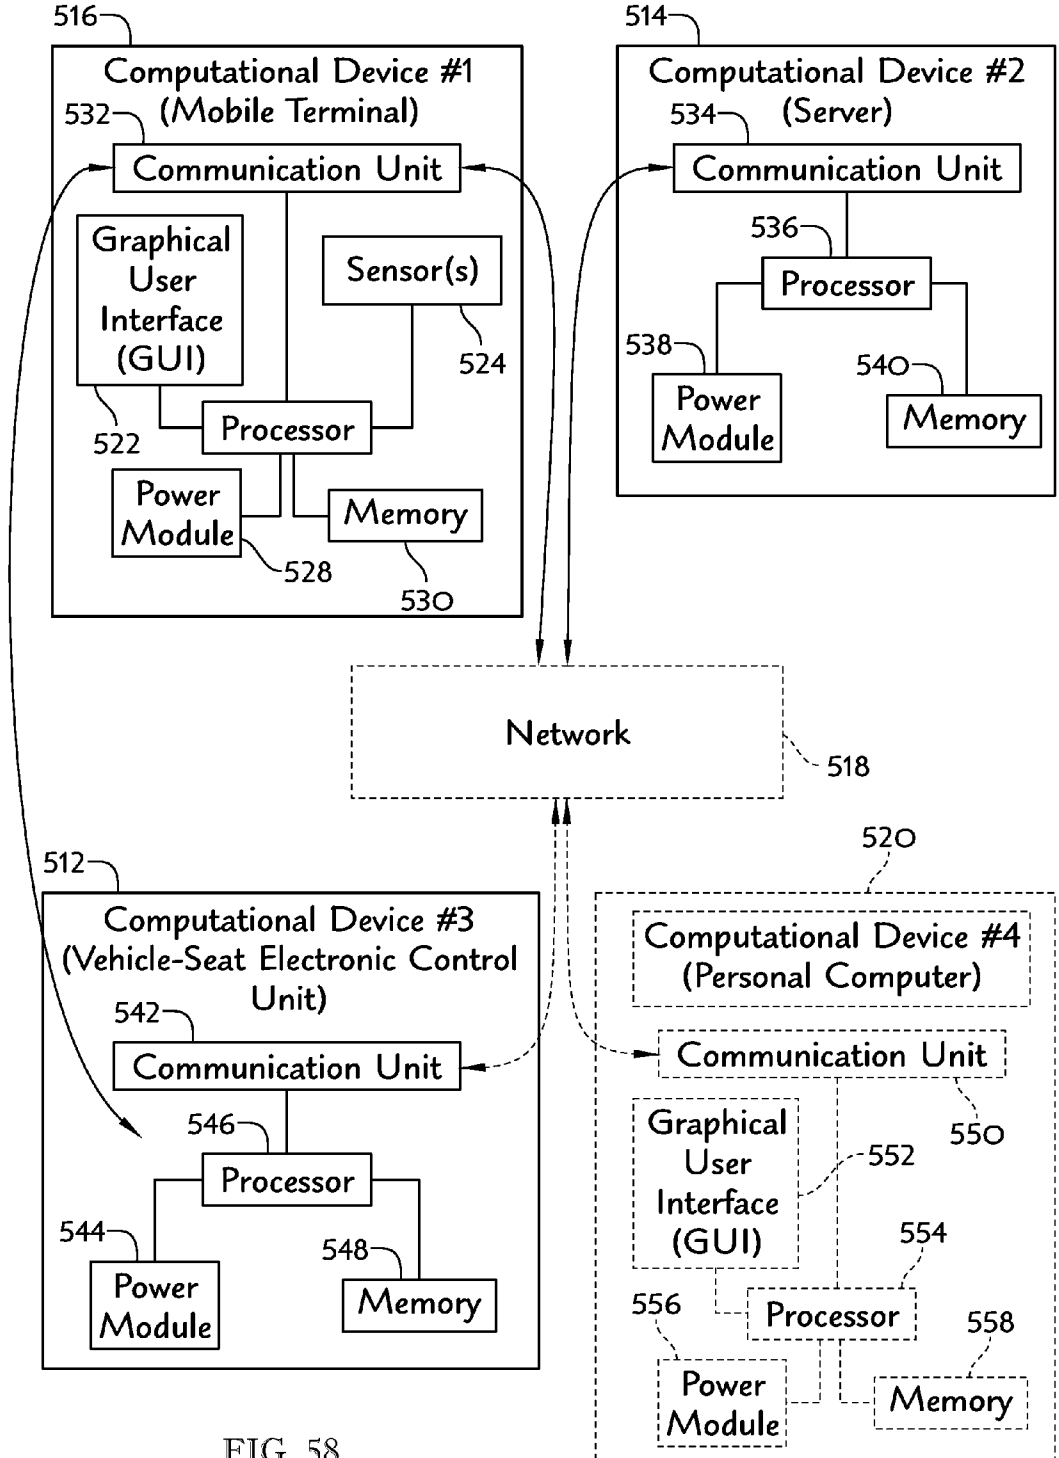 516
Computational Device #1
(Mobile Terminal)
532
Communication Unit
Graphical
User
Interface
(GUI)
522
Sensor(s)
524
Processor
Power
Module
528
Memory
530
514
Computational Device #2
(Server)
534
Communication Unit
536
Processor
538
Power
Module
540
Memory
Network
518
512
Computational Device #3
(Vehicle-Seat Electronic Control
Unit)
542
Communication Unit
546
Processor
544
Power
Module
548
Memory
520
Computational Device #4
(Personal Computer)
Communication Unit
550
Graphical
User
Interface
(GUI)
552
554
Processor
556
Power
Module
558
Memory
FIG. 58